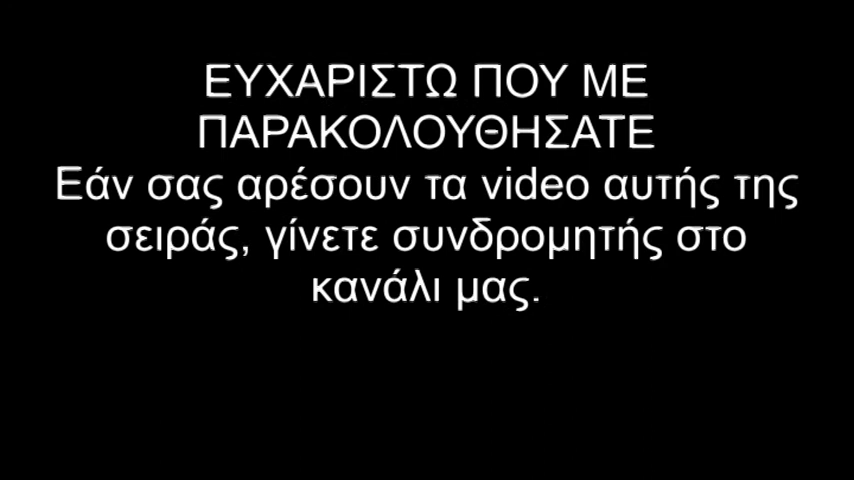 ΕΥΧΑΡΙΣΤΩ ΠΟΥ ΜΕ
ΠΑΡΑΚΟΛΟΥΘΗΣΑΤΕ
Εάν σας αρέσουν τα video αυτής της
σειράς, γίνετε συνδρομητής στο
κανάλι μας.